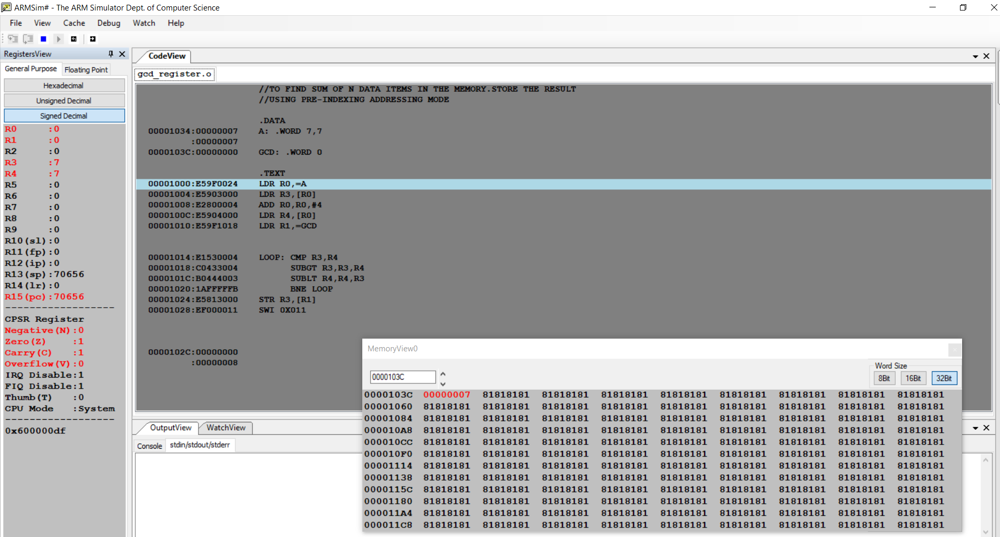 ARMSim# - The ARM Simulator Dept. of Computer Science
File View Cache Debug Watch Help
RegistersView
General Purpose Floating Point
Hexadecimal
Unsigned Decimal
Signed Decimal
R0 :0
R1 :0
R2 :0
R3 :7
R4 :7
R5 :0
R6 :0
R7 :0
R8 :0
R9 :0
R10(sl):0
R11(fp):0
R12(ip):0
R13(sp):70656
R14(lr):0
R15(pc):70656
------------------
CPSR Register
Negative(N):0
Zero(Z) :1
Carry(C) :1
Overflow(V):0
IRQ Disable:1
FIQ Disable:1
Thumb(T) :0
CPU Mode :System
------------------
0x600000df
CodeView
gcd_register.o
//TO FIND SUM OF N DATA ITEMS IN THE MEMORY.STORE THE RESULT
//USING PRE-INDEXING ADDRESSING MODE
.DATA
00001034:00000007 A: .WORD 7,7
:00000007
0000103C:00000000 GCD: .WORD 0
.TEXT
00001000:E59F0024 LDR R0,=A
00001004:E5903000 LDR R3,[R0]
00001008:E2800004 ADD R0,R0,#4
0000100C:E5904000 LDR R4,[R0]
00001010:E59F1018 LDR R1,=GCD
00001014:E1530004 LOOP: CMP R3,R4
00001018:C0433004 SUBGT R3,R3,R4
0000101C:B0444003 SUBLT R4,R4,R3
00001020:1AFFFFFB BNE LOOP
00001024:E5813000 STR R3,[R1]
00001028:EF000011 SWI 0X011
0000102C:00000000
:00000008
OutputView WatchView
Console stdin/stdout/stderr
MemoryView0
0000103C
Word Size
8Bit 16Bit 32Bit
0000103C 00000007 81818181 81818181 81818181 81818181 81818181 81818181 81818181 81818181
00001060 81818181 81818181 81818181 81818181 81818181 81818181 81818181 81818181 81818181
00001084 81818181 81818181 81818181 81818181 81818181 81818181 81818181 81818181 81818181
000010A8 81818181 81818181 81818181 81818181 81818181 81818181 81818181 81818181 81818181
000010CC 81818181 81818181 81818181 81818181 81818181 81818181 81818181 81818181 81818181
000010F0 81818181 81818181 81818181 81818181 81818181 81818181 81818181 81818181 81818181
00001114 81818181 81818181 81818181 81818181 81818181 81818181 81818181 81818181 81818181
00001138 81818181 81818181 81818181 81818181 81818181 81818181 81818181 81818181 81818181
0000115C 81818181 81818181 81818181 81818181 81818181 81818181 81818181 81818181 81818181
00001180 81818181 81818181 81818181 81818181 81818181 81818181 81818181 81818181 81818181
000011A4 81818181 81818181 81818181 81818181 81818181 81818181 81818181 81818181 81818181
000011C8 81818181 81818181 81818181 81818181 81818181 81818181 81818181 81818181 81818181